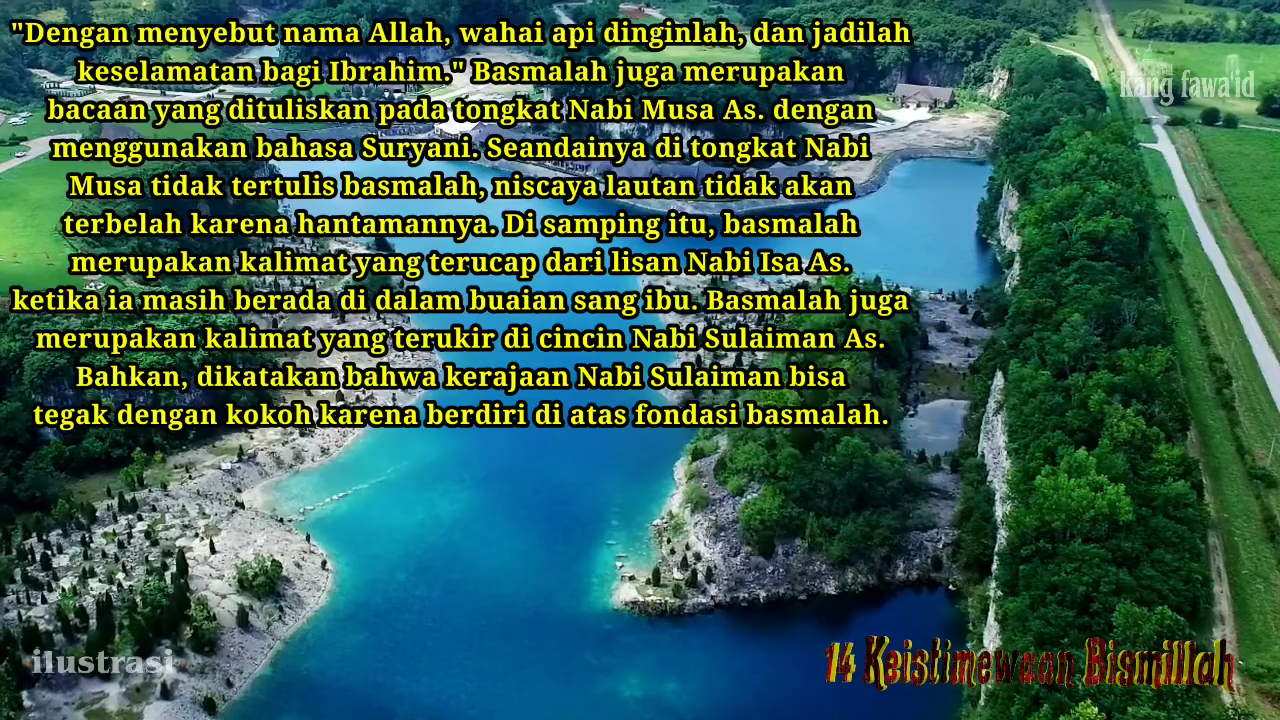 "Dengan menyebut nama Allah, wahai api dinginlah, dan jadilah
keselamatan bagi Ibrahim." Basmalah juga merupakan
bacaan yang dituliskan pada tongkat Nabi Musa As. dengan
menggunakan bahasa Suryani. Seandainya di tongkat Nabi
Musa tidak tertulis basmalah, niscaya lautan tidak akan
terbelah karena hantamannya. Di samping itu, basmalah
merupakan kalimat yang terucap dari lisan Nabi Isa As.
ketika ia masih berada di dalam buaian sang ibu. Basmalah juga
merupakan kalimat yang terukir di cincin Nabi Sulaiman As.
Bahkan, dikatakan bahwa kerajaan Nabi Sulaiman bisa
tegak dengan kokoh karena berdiri di atas fondasi basmalah.
kang fawa'id
ilustrasi
14 Keistimewaan Bismillah